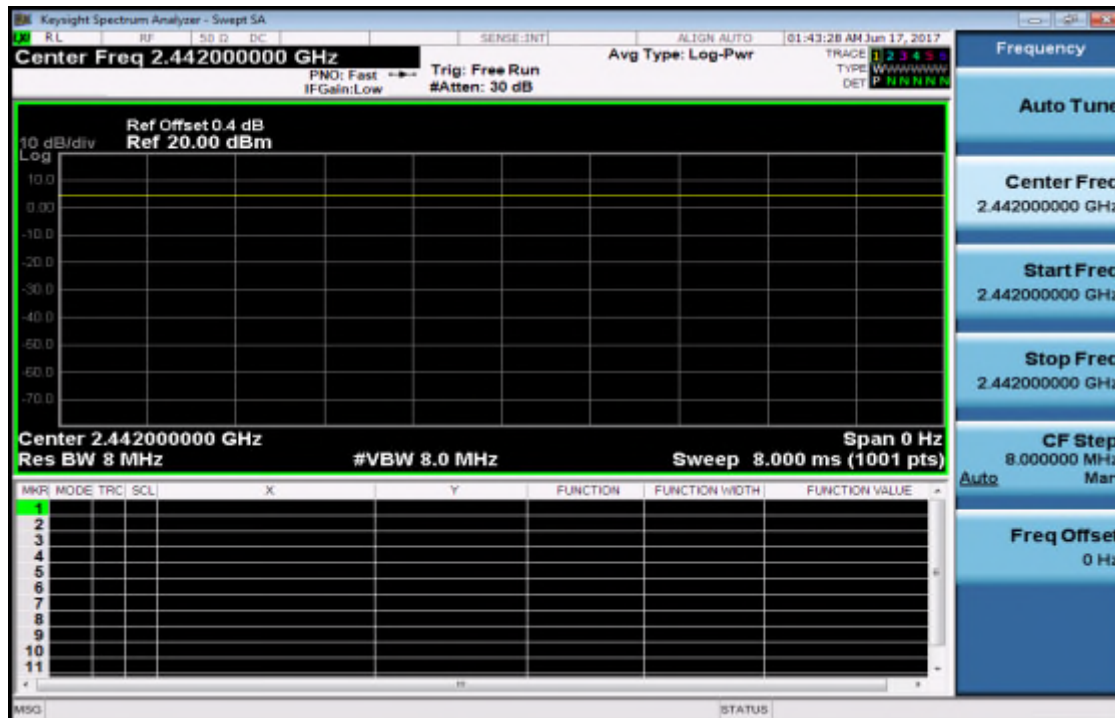 Keysight Spectrum Analyzer - Swept SA
RL RF 50 Ω DC SENSE:INT ALIGN AUTO 01:43:28 AM Jun 17, 2017
Center Freq 2.442000000 GHz
PNO: Fast
IFGain:Low
Trig: Free Run
#Atten: 30 dB
Avg Type: Log-Pwr
TRACE 1 2 3 4 5 6
TYPE WWWWWWW
DET P N N N N N
Ref Offset 0.4 dB
10 dB/div Ref 20.00 dBm
Log
10.0
0.00
-10.0
-20.0
-30.0
-40.0
-50.0
-60.0
-70.0
Center 2.442000000 GHz Span 0 Hz
Res BW 8 MHz #VBW 8.0 MHz Sweep 8.000 ms (1001 pts)
MKR MODE TRC SCL X Y FUNCTION FUNCTION WIDTH FUNCTION VALUE
1
2
3
4
5
6
7
8
9
10
11
MSG STATUS
Frequency
Auto Tune
Center Freq
2.442000000 GHz
Start Freq
2.442000000 GHz
Stop Freq
2.442000000 GHz
CF Step
8.000000 MHz
Auto Man
Freq Offset
0 Hz